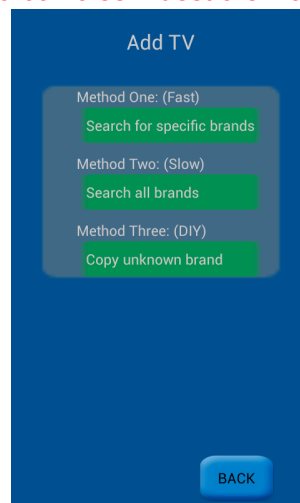 Add TV
Method One: (Fast)
Search for specific brands
Method Two: (Slow)
Search all brands
Method Three: (DIY)
Copy unknown brand
BACK